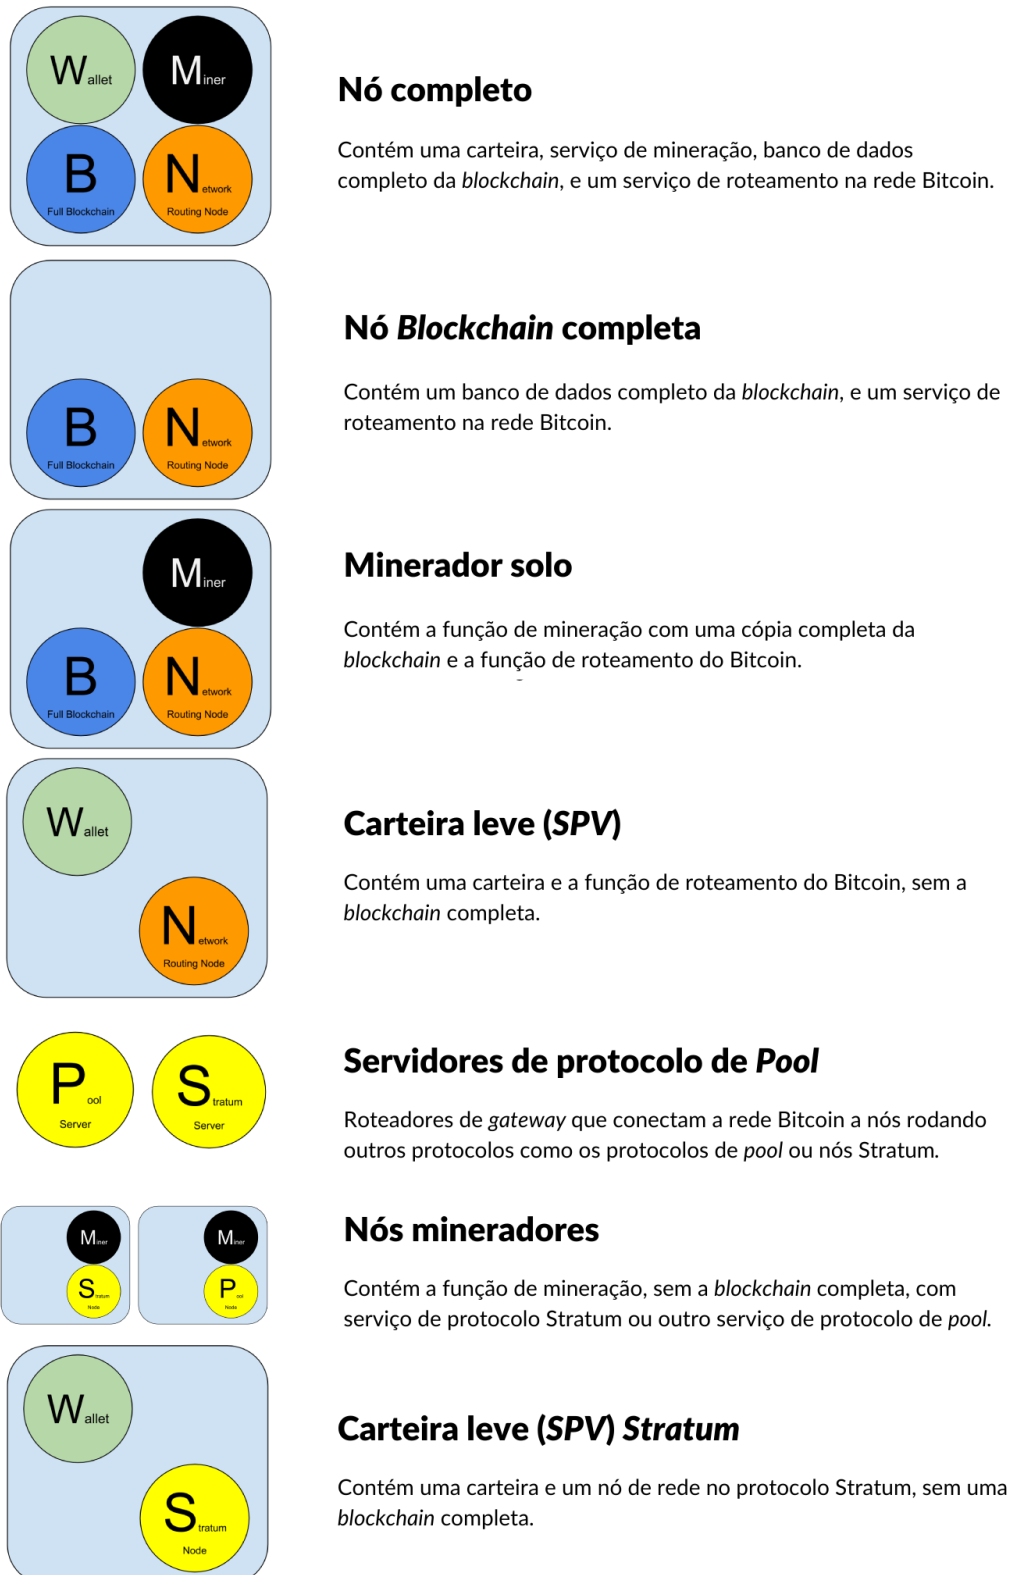 Wallet
Miner
B
Full Blockchain
Network
Routing Node
Nó completo
Contém uma carteira, serviço de mineração, banco de dados
completo da blockchain, e um serviço de roteamento na rede Bitcoin.
B
Full Blockchain
Network
Routing Node
Nó Blockchain completa
Contém um banco de dados completo da blockchain, e um serviço de
roteamento na rede Bitcoin.
Miner
B
Full Blockchain
Network
Routing Node
Minerador solo
Contém a função de mineração com uma cópia completa da
blockchain e a função de roteamento do Bitcoin.
Wallet
Network
Routing Node
Carteira leve (SPV)
Contém uma carteira e a função de roteamento do Bitcoin, sem a
blockchain completa.
Pool
Server
Stratum
Server
Servidores de protocolo de Pool
Roteadores de gateway que conectam a rede Bitcoin a nós rodando
outros protocolos como os protocolos de pool ou nós Stratum.
Miner
Stratum
Node
Miner
Pool
Node
Nós mineradores
Contém a função de mineração, sem a blockchain completa, com
serviço de protocolo Stratum ou outro serviço de protocolo de pool.
Wallet
Stratum
Node
Carteira leve (SPV) Stratum
Contém uma carteira e um nó de rede no protocolo Stratum, sem uma
blockchain completa.